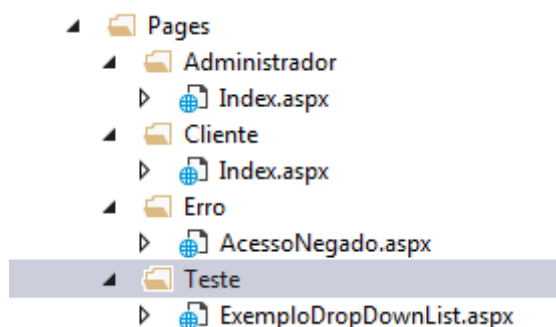 Pages
Administrador
Index.aspx
Cliente
Index.aspx
Erro
AcessoNegado.aspx
Teste
ExemploDropDownList.aspx